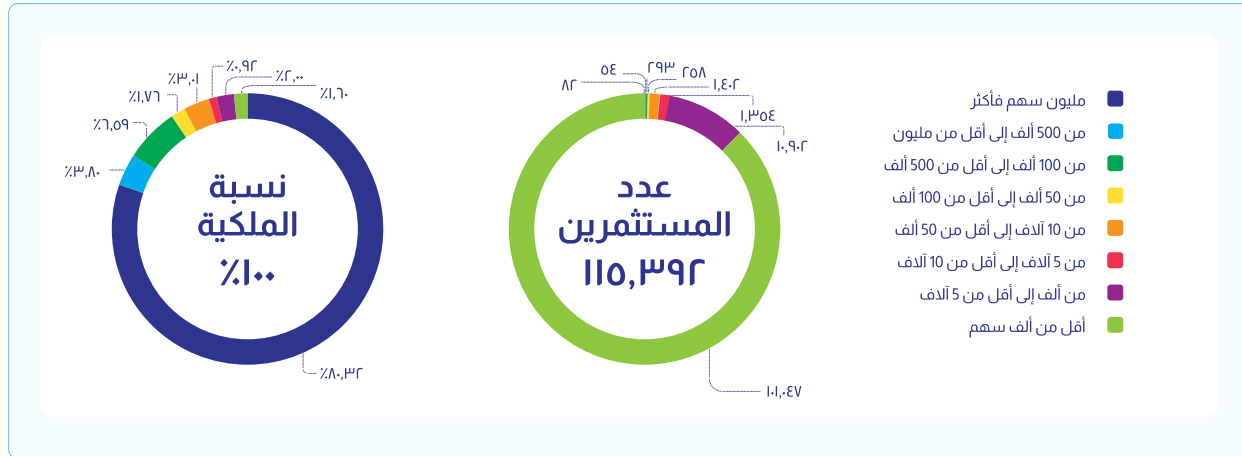 مليون سهم فأكثر
من 500 ألف إلى أقل من مليون
من 100 ألف إلى أقل من 500 ألف
من 50 ألف إلى أقل من 100 ألف
من 10 آلاف إلى أقل من 50 ألف
من 5 آلاف إلى أقل من 10 آلاف
من ألف إلى أقل من 5 آلاف
أقل من ألف سهم
عدد
المستثمرين
١١٥,٣٩٢
٨٢
٥٤
٢٩٣
٢٥٨
١,٤٠٢
١,٣٥٤
١٠,٩٠٢
١٠١,٠٤٧
نسبة
الملكية
٪١٠٠
٪٣,٨٠
٪٦,٥٩
٪١,٧٦
٪٣,٠١
٪٠,٩٢
٪٢,٠٠
٪١,٦٠
٪٨٠,٣٢